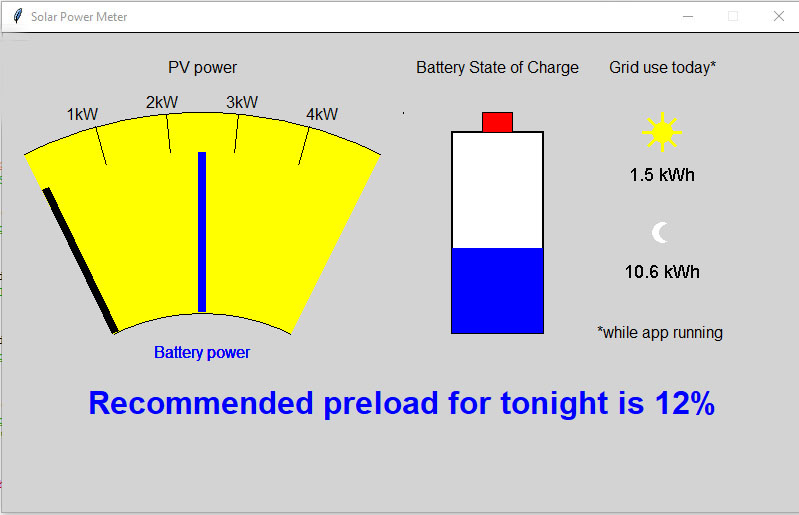 Solar Power Meter
PV power
Battery State of Charge
Grid use today*
1kW
2kW
3kW
4kW
1.5 kWh
10.6 kWh
*while app running
Battery power
Recommended preload for tonight is 12%